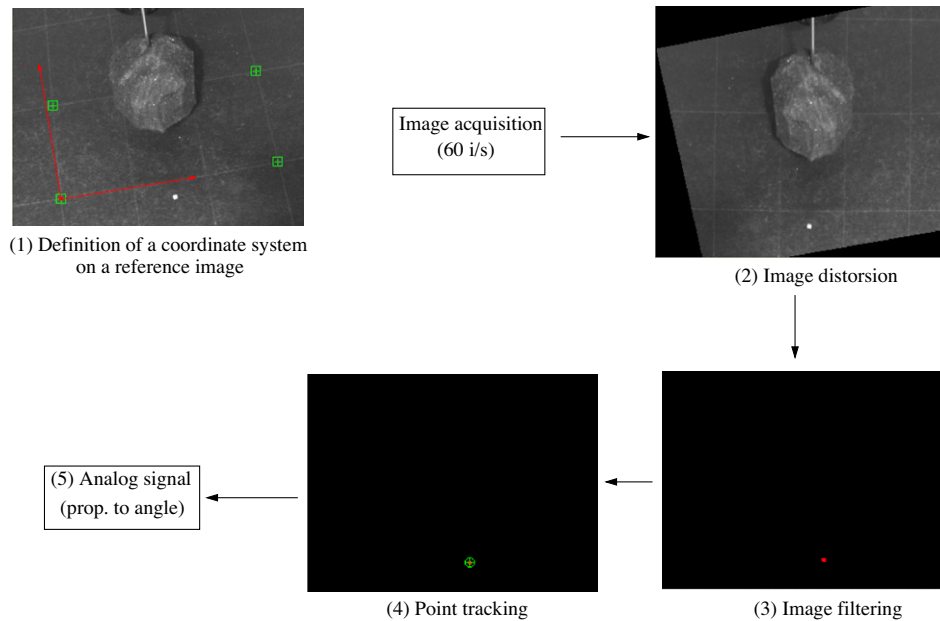 (1) Definition of a coordinate system
on a reference image
Image acquisition
(60 i/s)
(2) Image distorsion
(3) Image filtering
(4) Point tracking
(5) Analog signal
(prop. to angle)